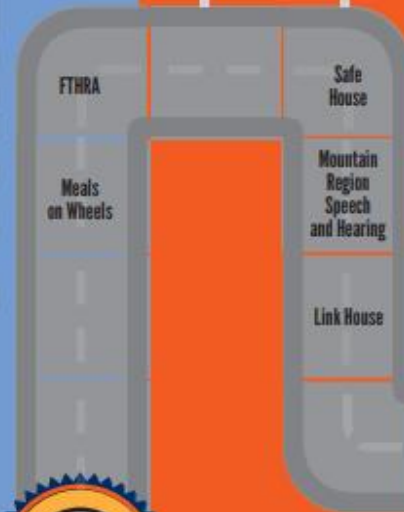 FTHRA
Safe
House
Meals
on Wheels
Mountain
Region
Speech
and Hearing
Link House